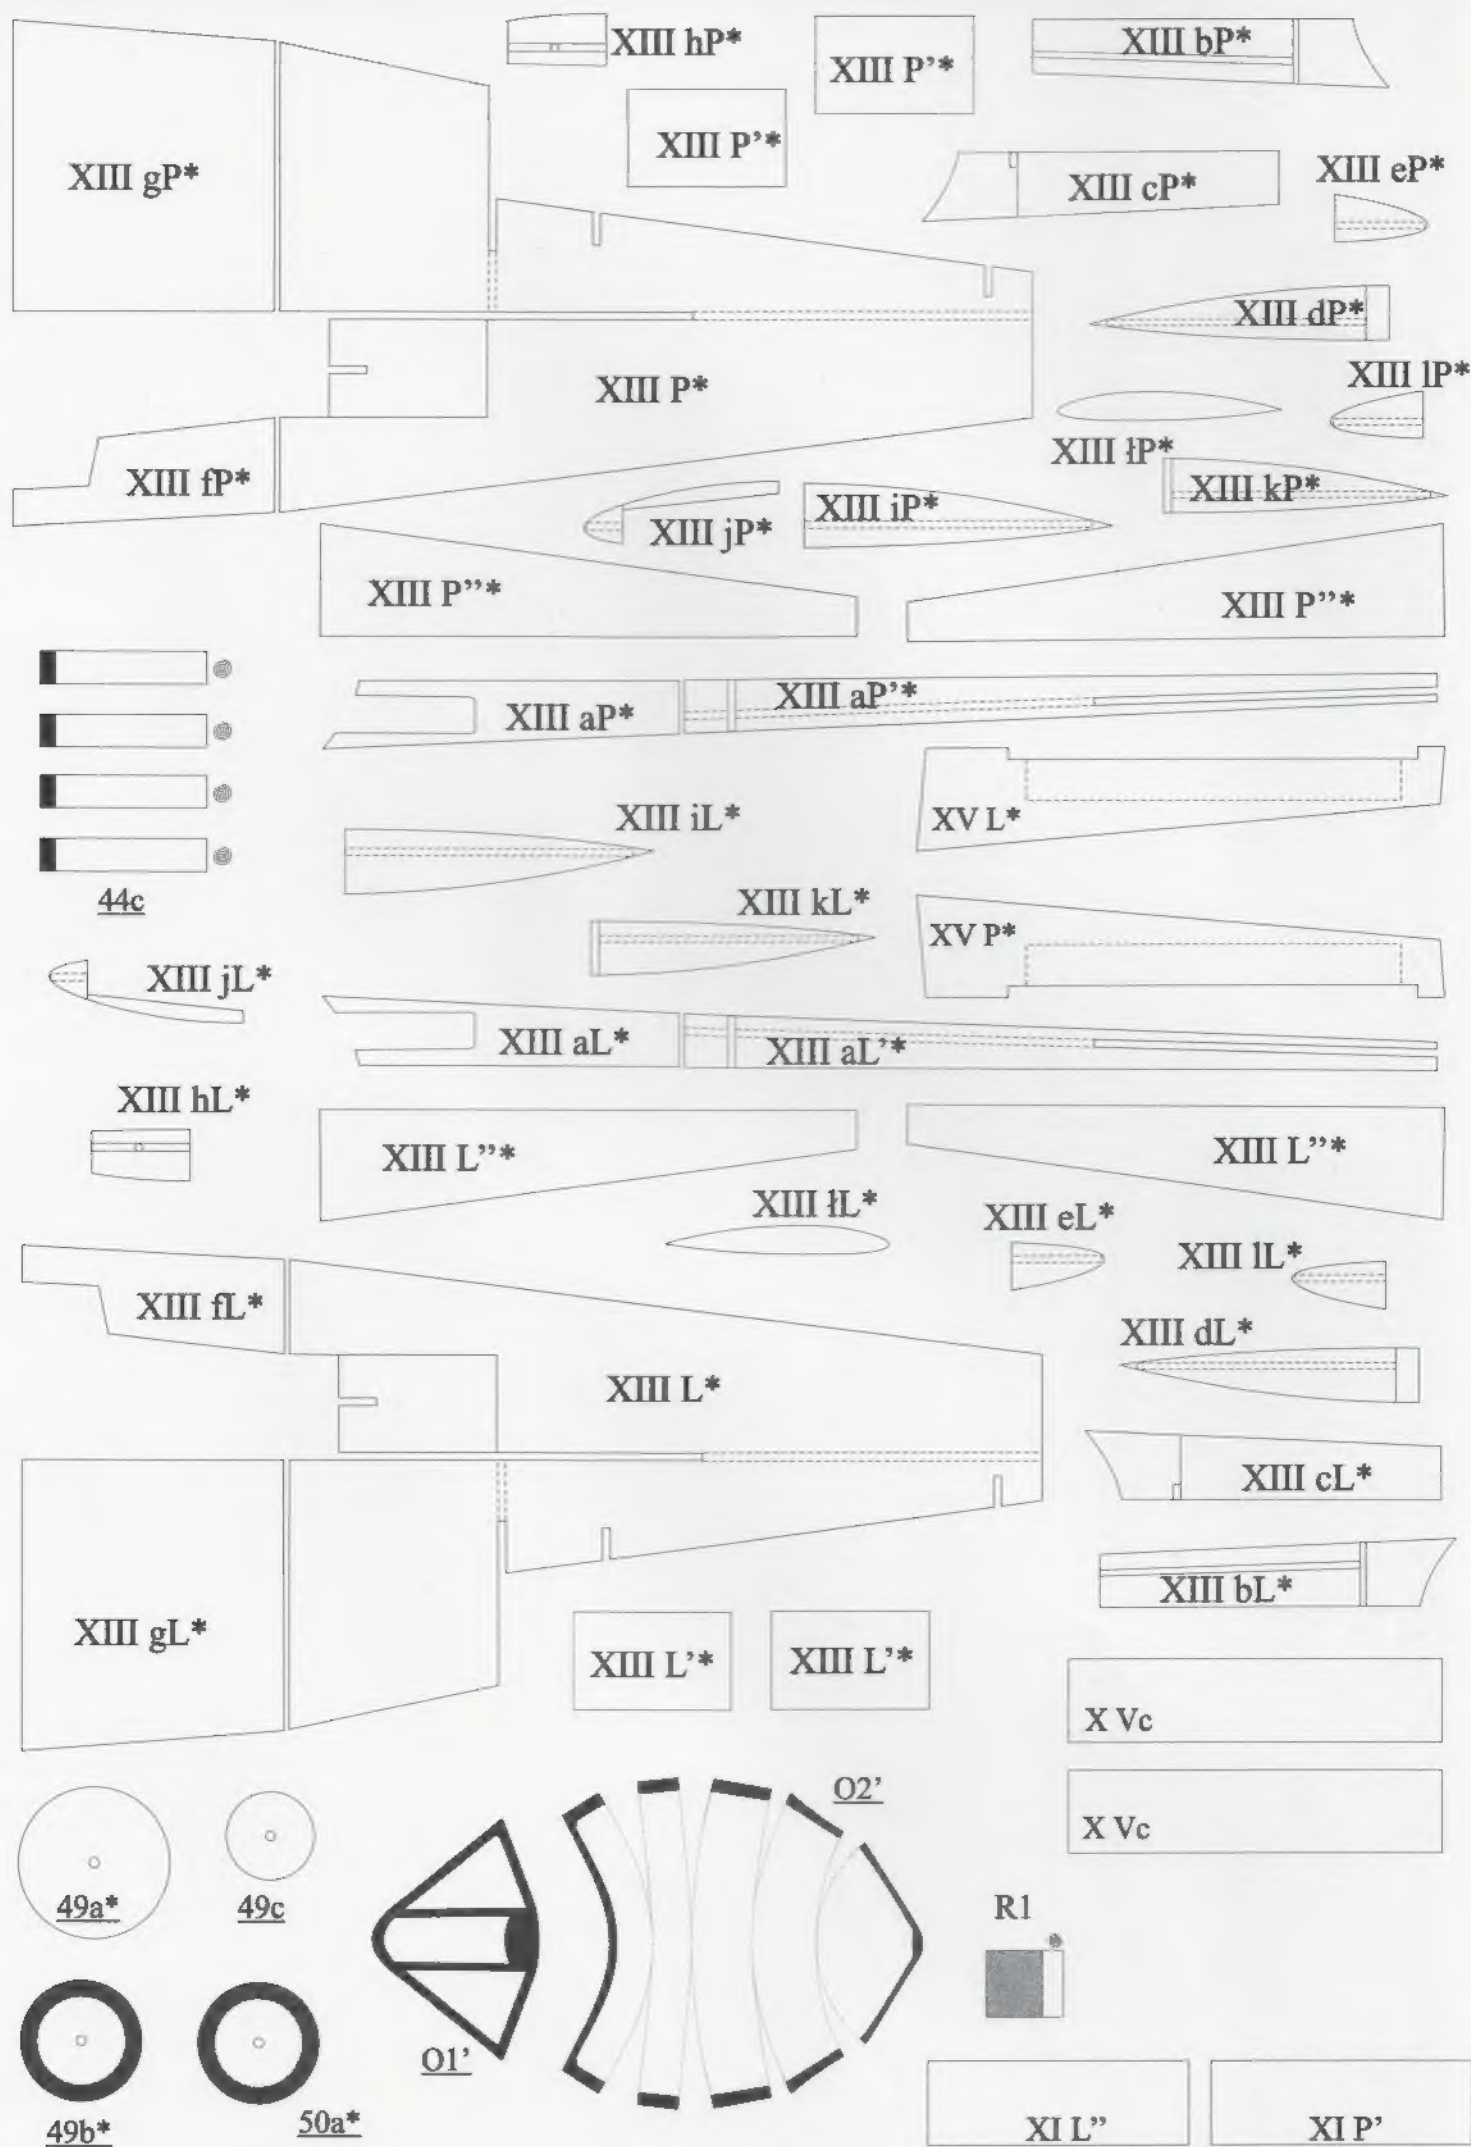 XIII hP*
XIII P’*
XIII bP*
XIII P’*
XIII gP*
XIII cP*
XIII eP*
XIII dP*
XIII P*
XIII lP*
XIII łP*
XIII fP*
XIII kP*
XIII iP*
XIII jP*
XIII P”*
XIII P”*
XIII aP*
XIII aP’*
XIII iL*
XV L*
44c
XIII kL*
XV P*
XIII jL*
XIII aL*
XIII aL’*
XIII hL*
XIII L”*
XIII L”*
XIII łL*
XIII eL*
XIII lL*
XIII fL*
XIII dL*
XIII L*
XIII cL*
XIII bL*
XIII gL*
XIII L’*
XIII L’*
X Vc
O2’
X Vc
49a*
49c
R1
O1’
49b*
50a*
XI L”
XI P’